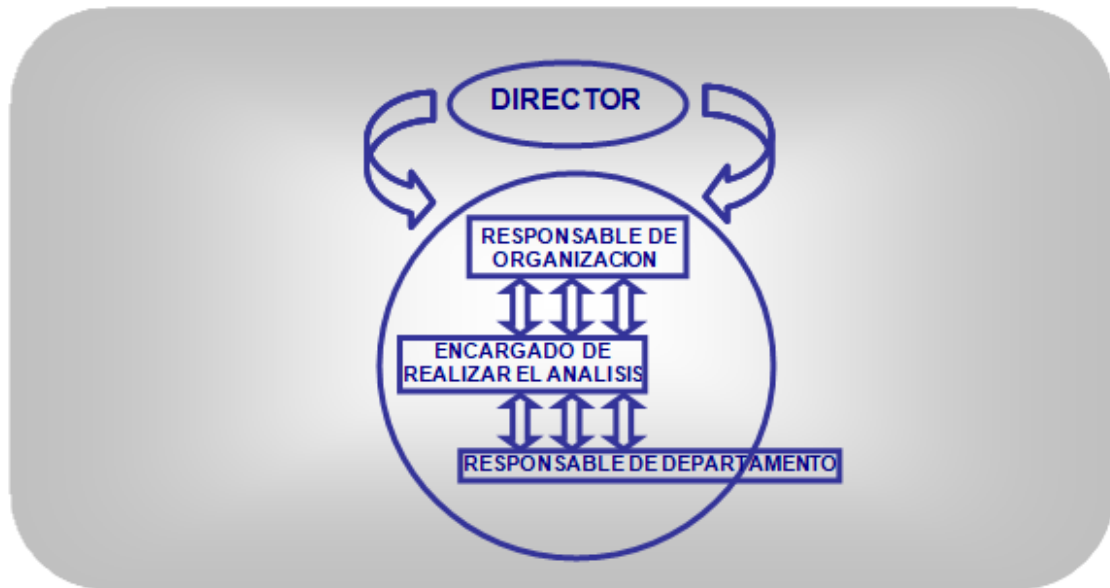 DIRECTOR
RESPONSABLE DE
ORGANIZACION
ENCARGADO DE
REALIZAR EL ANALISIS
RESPONSABLE DE DEPARTAMENTO